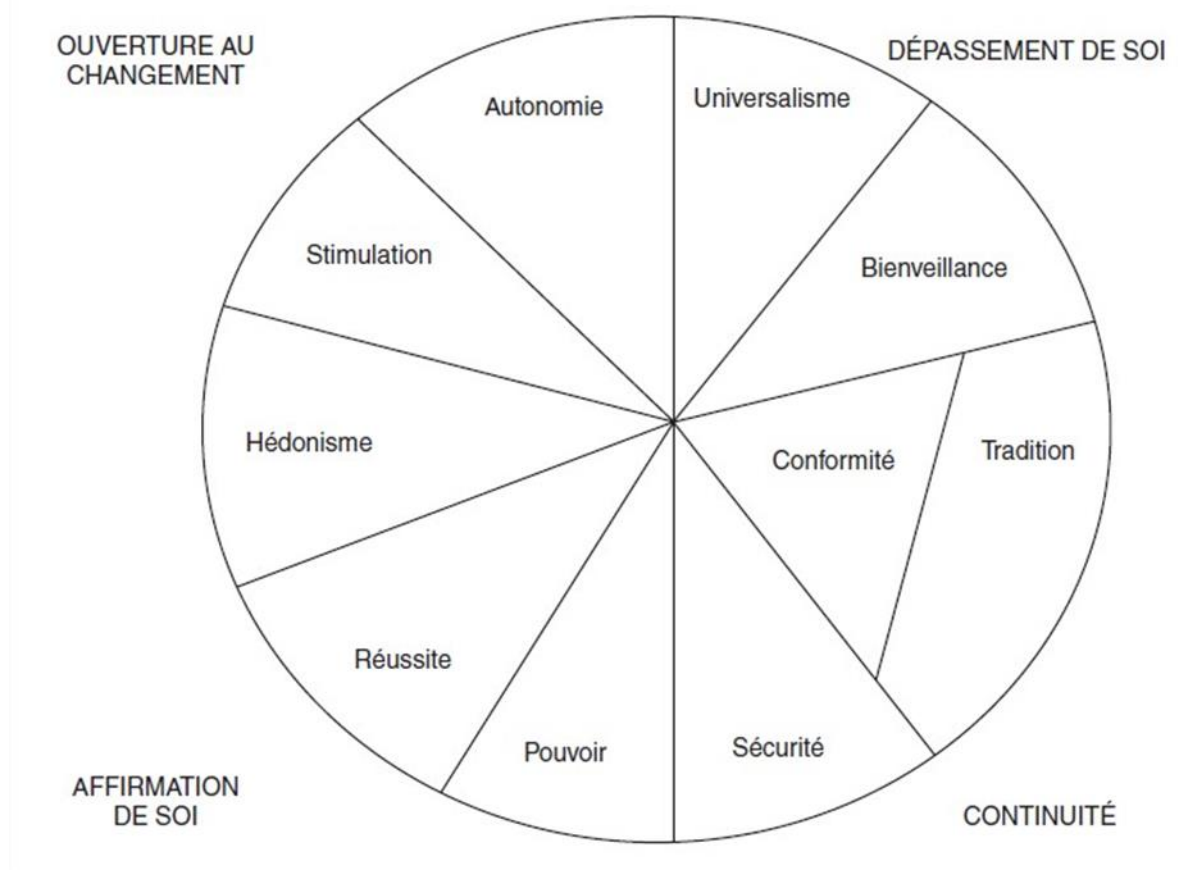 OUVERTURE AU
CHANGEMENT
DÉPASSEMENT DE SOI
Autonomie
Universalisme
Stimulation
Bienveillance
Hédonisme
Conformité
Tradition
Réussite
Pouvoir
Sécurité
AFFIRMATION
DE SOI
CONTINUITÉ